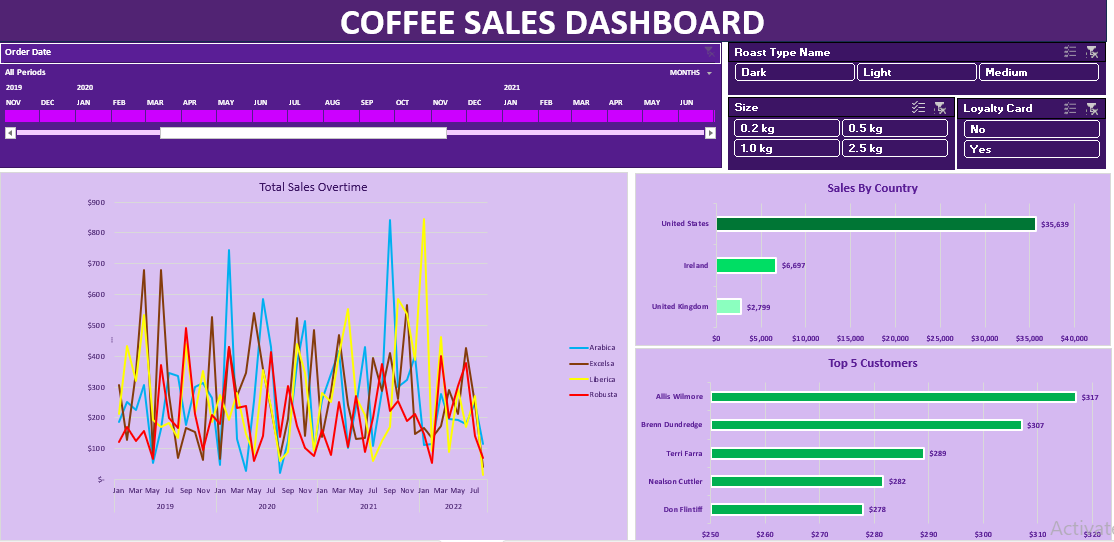 COFFEE SALES DASHBOARD
Order Date
All Periods
MONTHS
2019 2020 2021
NOV DEC JAN FEB MAR APR MAY JUN JUL AUG SEP OCT NOV DEC JAN FEB MAR APR MAY JUN
Roast Type Name
Dark Light Medium
Size
0.2 kg 0.5 kg
1.0 kg 2.5 kg
Loyalty Card
No
Yes
Total Sales Overtime
$900
$800
$700
$600
$500
$400
$300
$200
$100
$-
Jan Mar May Jul Sep Nov Jan Mar May Jul Sep Nov Jan Mar May Jul Sep Nov Jan Mar May Jul
2019 2020 2021 2022
Arabica
Excelsa
Liberica
Robusta
Sales By Country
United States $35,639
Ireland $6,697
United Kingdom $2,799
$0 $5,000 $10,000 $15,000 $20,000 $25,000 $30,000 $35,000 $40,000
Top 5 Customers
Allis Wilmore $317
Brenn Dundredge $307
Terri Farra $289
Nealson Cuttler $282
Don Flintiff $278
$250 $260 $270 $280 $290 $300 $310 $320
Activat